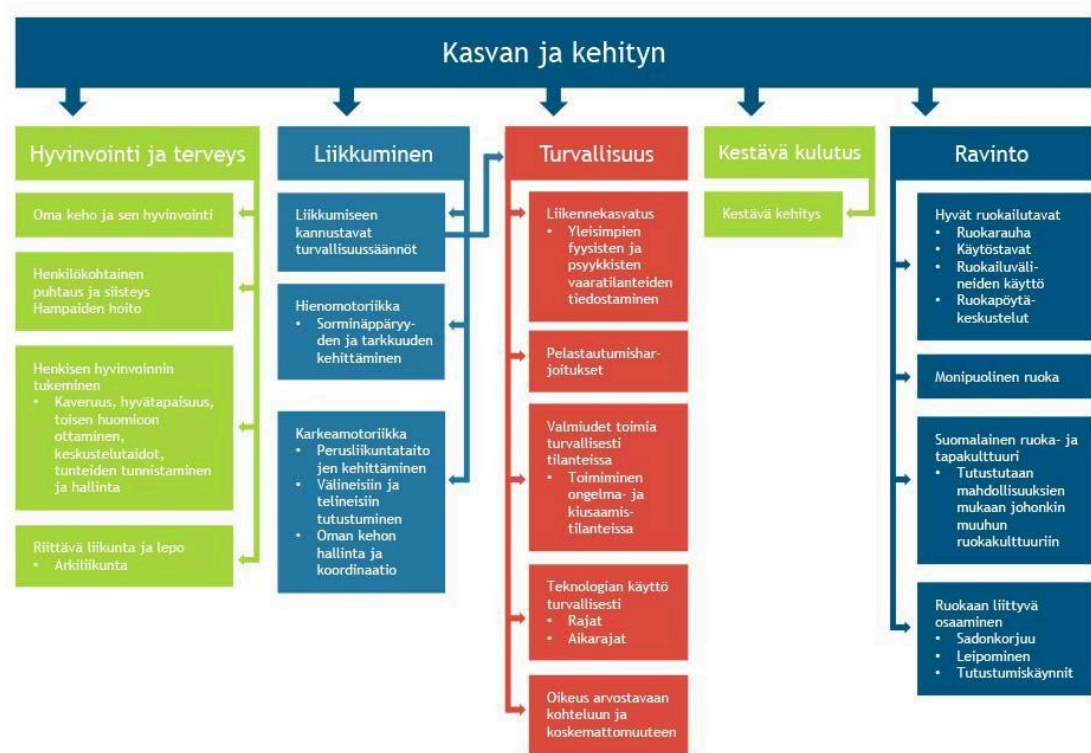 Kasvan ja kehityn
Hyvinvointi ja terveys
Oma keho ja sen hyvinvointi
Henkilökohtainen
puhtaus ja siisteys
Hampaiden hoito
Henkisen hyvinvoinnin
tukeminen
• Kaveruus, hyvätapaisuus,
toisen huomioon
ottaminen,
keskustelutaidot,
tunteiden tunnistaminen
ja hallinta
Riittävä liikunta ja lepo
• Arkiliikunta
Liikkuminen
Liikkumiseen
kannustavat
turvallisuussäännöt
Hienomotoriikka
• Sorminäppäryy-
den ja tarkkuuden
kehittäminen
Karkeamotoriikka
• Perusliikuntataito
jen kehittäminen
• Välineisiin ja
telineisiin
tutustuminen
• Oman kehon
hallinta ja
koordinaatio
Turvallisuus
Liikennekasvatus
• Yleisimpien
fyysisten ja
psyykkisten
vaaratilanteiden
tiedostaminen
Pelastautumishar-
joitukset
Valmiudet toimia
turvallisesti
tilanteissa
• Toimiminen
ongelma- ja
kiusaamis-
tilanteissa
Teknologian käyttö
turvallisesti
• Rajat
• Aikarajat
Oikeus arvostavaan
kohteluun ja
koskemattomuuteen
Kestävä kulutus
Kestävä kehitys
Ravinto
Hyvät ruokailutavat
• Ruokarauha
• Käytöstavat
• Ruokailuväli-
neiden käyttö
• Ruokapöytä-
keskustelut
Monipuolinen ruoka
Suomalainen ruoka- ja
tapakulttuuri
• Tutustutaan
mahdollisuuksien
mukaan johonkin
muuhun
ruokakulttuuriin
Ruokaan liittyvä
osaaminen
• Sadonkorjuu
• Leipominen
• Tutustumiskäynnit